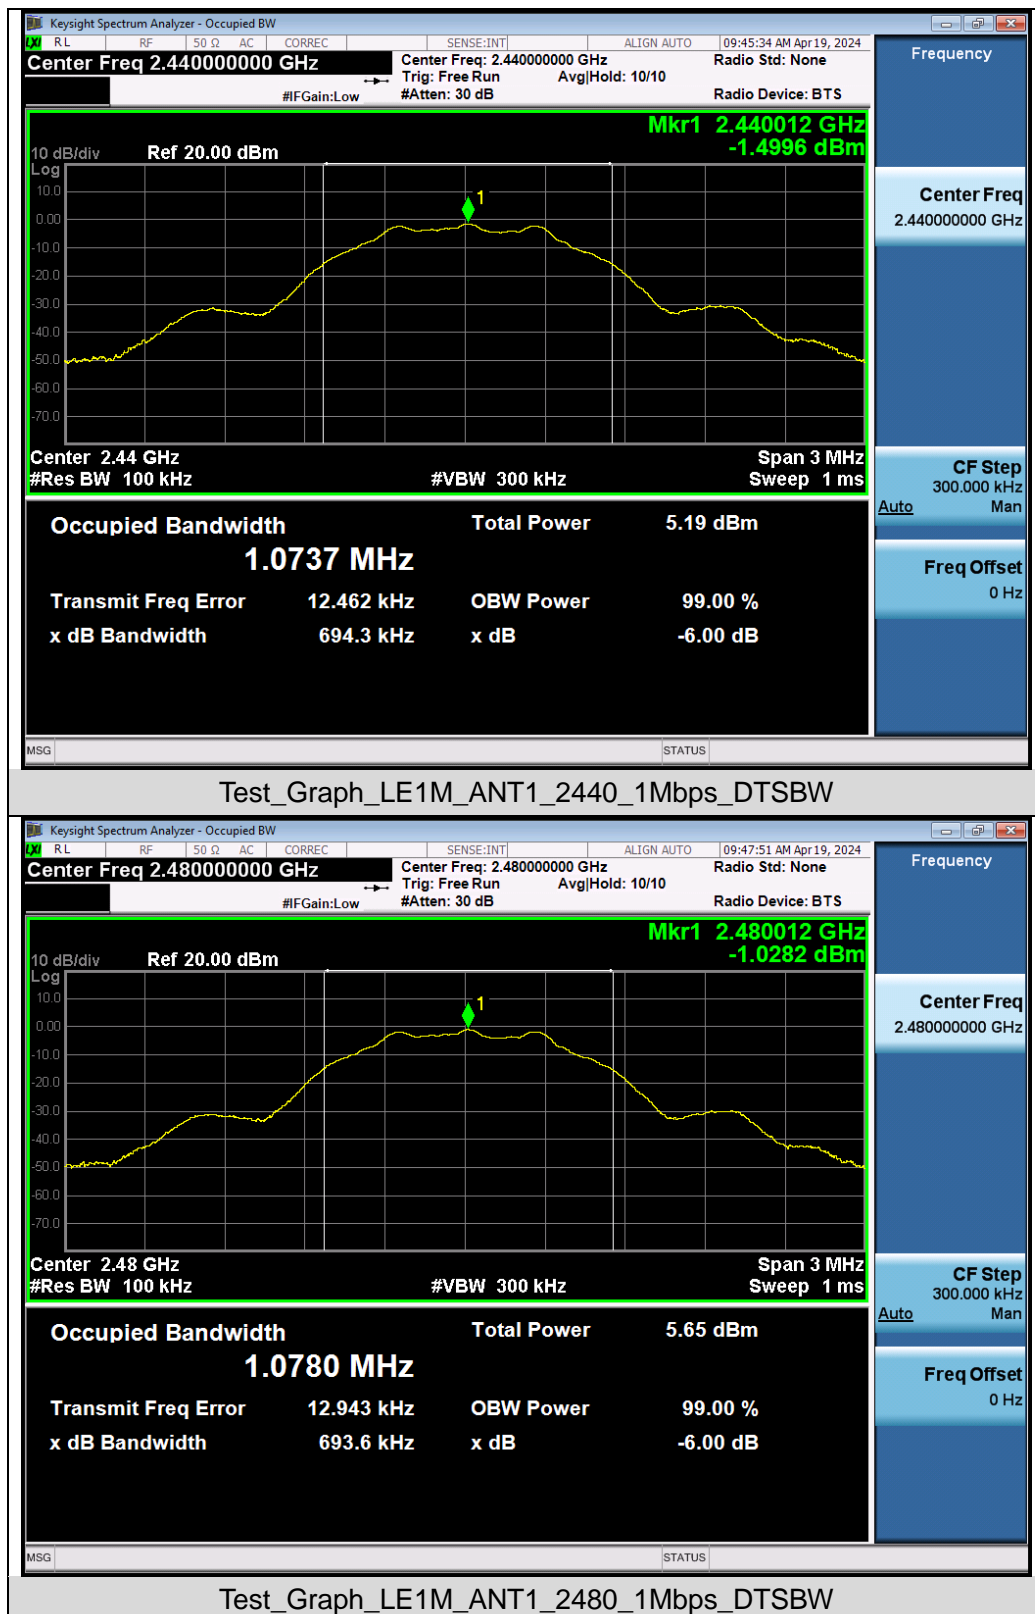 Keysight Spectrum Analyzer - Occupied BW
LXI RL RF 50 Ω AC CORREC SENSE:INT ALIGN AUTO 09:45:34 AM Apr 19, 2024
Center Freq 2.440000000 GHz
Center Freq: 2.440000000 GHz
Radio Std: None
Trig: Free Run Avg|Hold: 10/10
#IFGain:Low
#Atten: 30 dB
Radio Device: BTS
Frequency
Mkr1 2.440012 GHz
-1.4996 dBm
10 dB/div Ref 20.00 dBm
Log
10.0
0.00
-10.0
-20.0
-30.0
-40.0
-50.0
-60.0
-70.0
1
Center Freq
2.440000000 GHz
Center 2.44 GHz
Span 3 MHz
#Res BW 100 kHz
#VBW 300 kHz
Sweep 1 ms
CF Step
300.000 kHz
Auto Man
Occupied Bandwidth
Total Power 5.19 dBm
1.0737 MHz
Freq Offset
0 Hz
Transmit Freq Error 12.462 kHz OBW Power 99.00 %
x dB Bandwidth 694.3 kHz x dB -6.00 dB
MSG
STATUS
Test_Graph_LE1M_ANT1_2440_1Mbps_DTSBW
Keysight Spectrum Analyzer - Occupied BW
LXI RL RF 50 Ω AC CORREC SENSE:INT ALIGN AUTO 09:47:51 AM Apr 19, 2024
Center Freq 2.480000000 GHz
Center Freq: 2.480000000 GHz
Radio Std: None
Trig: Free Run Avg|Hold: 10/10
#IFGain:Low
#Atten: 30 dB
Radio Device: BTS
Frequency
Mkr1 2.480012 GHz
-1.0282 dBm
10 dB/div Ref 20.00 dBm
Log
10.0
0.00
-10.0
-20.0
-30.0
-40.0
-50.0
-60.0
-70.0
1
Center Freq
2.480000000 GHz
Center 2.48 GHz
Span 3 MHz
#Res BW 100 kHz
#VBW 300 kHz
Sweep 1 ms
CF Step
300.000 kHz
Auto Man
Occupied Bandwidth
Total Power 5.65 dBm
1.0780 MHz
Freq Offset
0 Hz
Transmit Freq Error 12.943 kHz OBW Power 99.00 %
x dB Bandwidth 693.6 kHz x dB -6.00 dB
MSG
STATUS
Test_Graph_LE1M_ANT1_2480_1Mbps_DTSBW